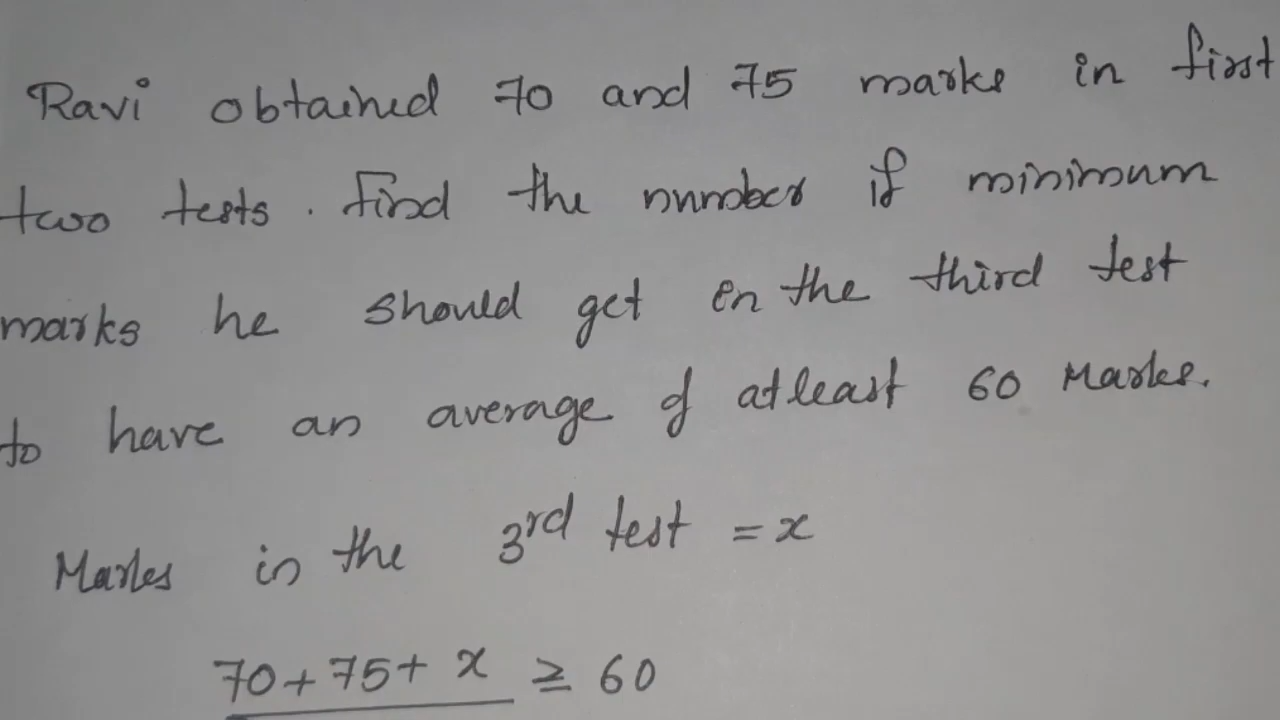 Ravi obtained 70 and 75 marks in first
two tests. Find the number if minimum
marks he should get in the third test
to have an average of atleast 60 Marks.
Marks in the 3rd test = x
70+75+ x ≥ 60